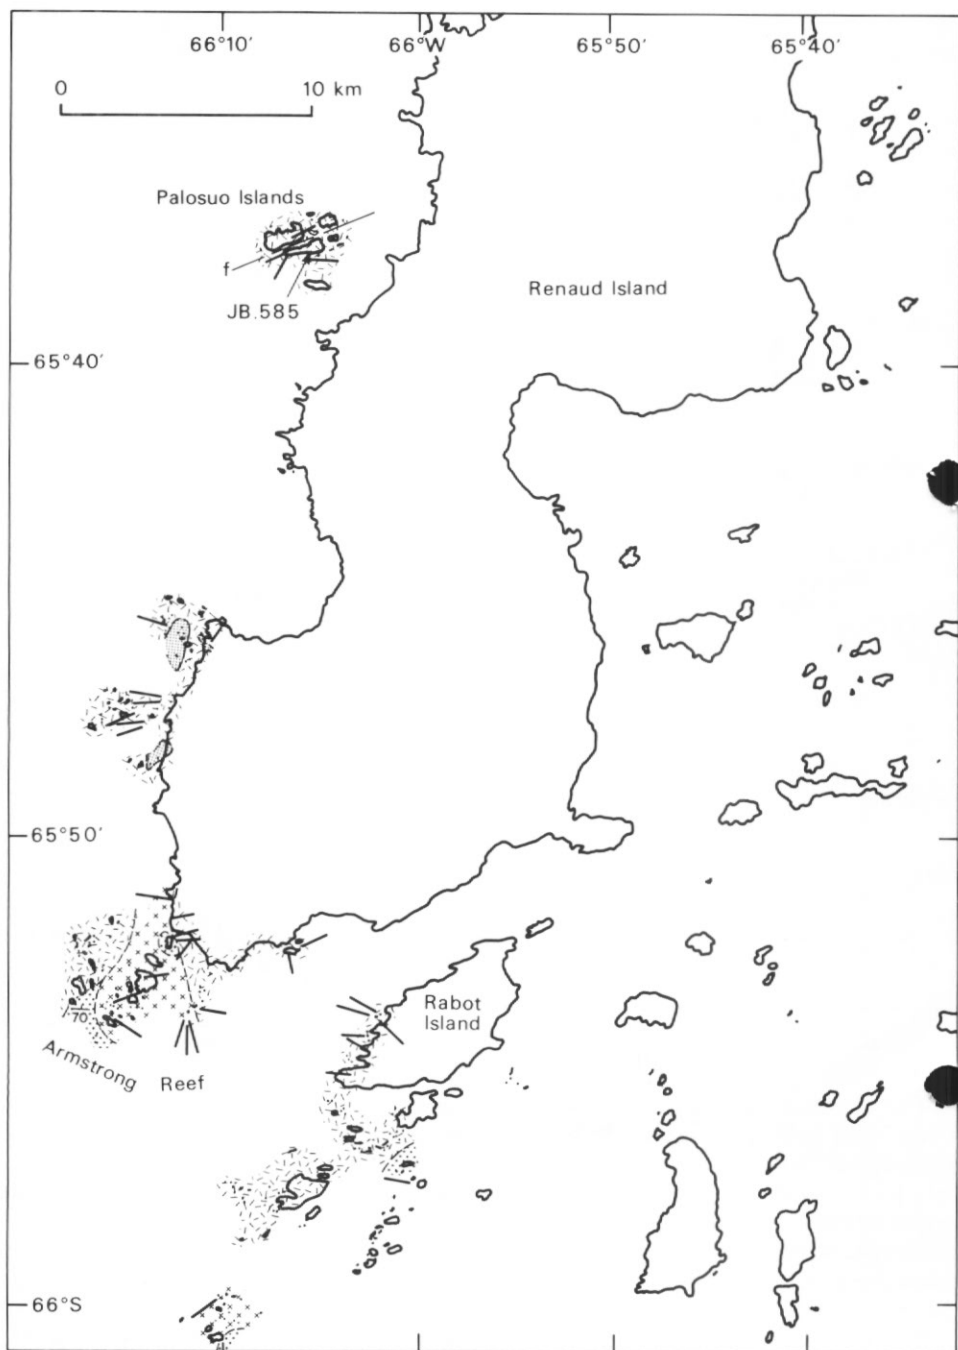 66°10′ 66°W 65°50′ 65°40′
0 10 km
Palosuo Islands
f
JB.585
Renaud Island
65°40′
65°50′
Rabot
Island
70
Armstrong Reef
66°S